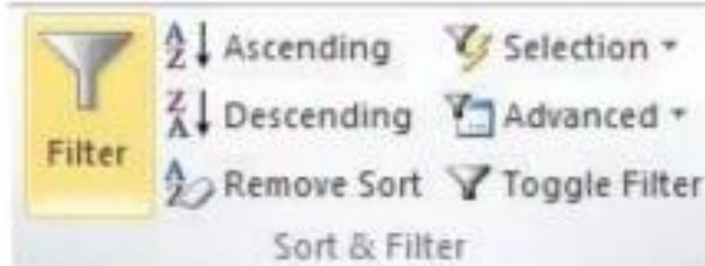 Filter
Ascending
Descending
Remove Sort
Selection
Advanced
Toggle Filter
Sort & Filter